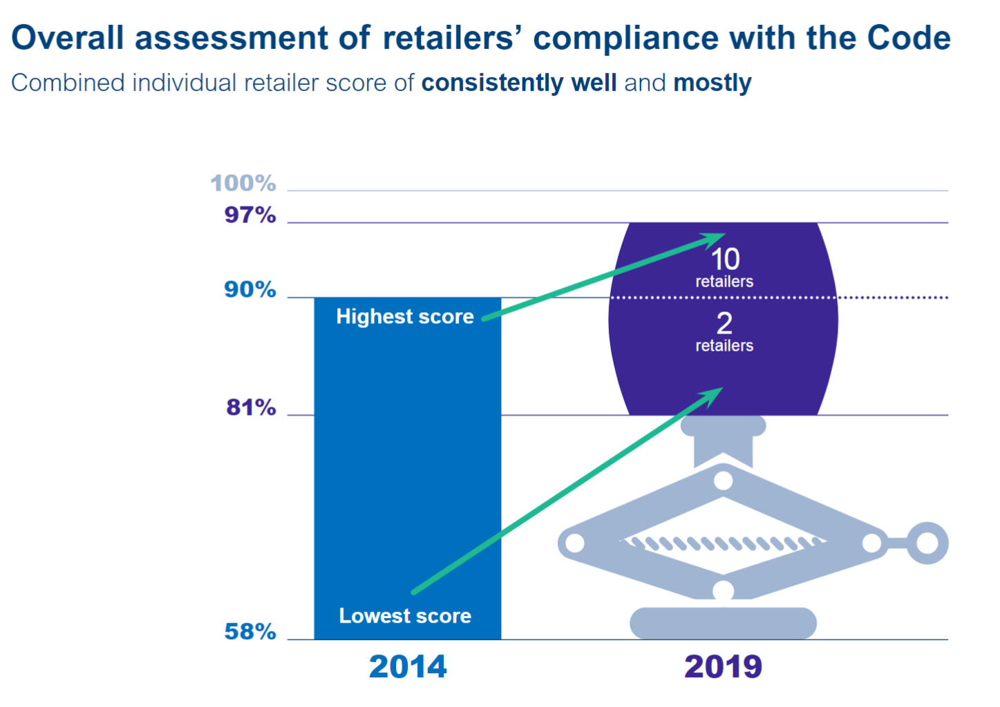 Overall assessment of retailers’ compliance with the Code
Combined individual retailer score of consistently well and mostly
100%
97%
10
retailers
90%
Highest score
2
retailers
81%
Lowest score
58%
2014
2019